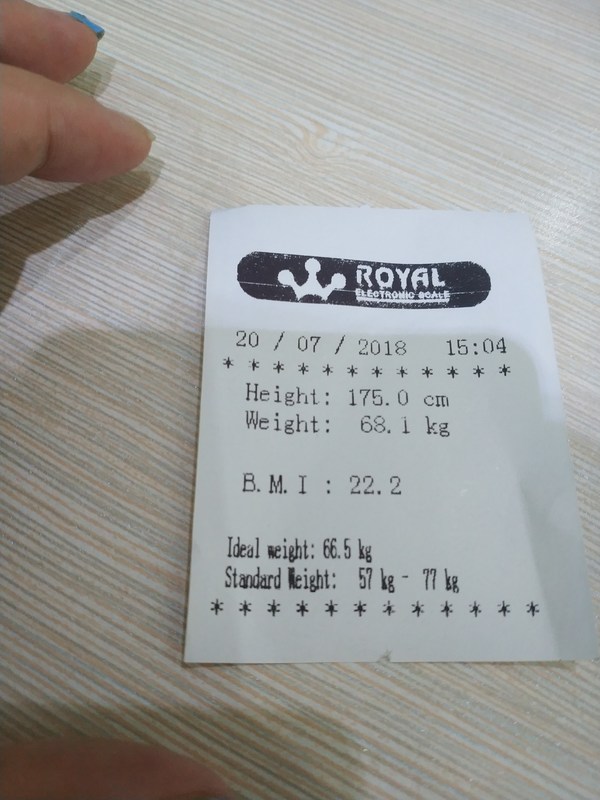 ROYAL
ELECTRONIC SCALE
20 / 07 / 2018 15:04
* * * * * * * * * * * *
Height: 175.0 cm
Weight: 68.1 kg
B.M.I : 22.2
Ideal weight: 66.5 kg
Standard Weight: 57 kg - 77 kg
* * * * * * * * * * * *